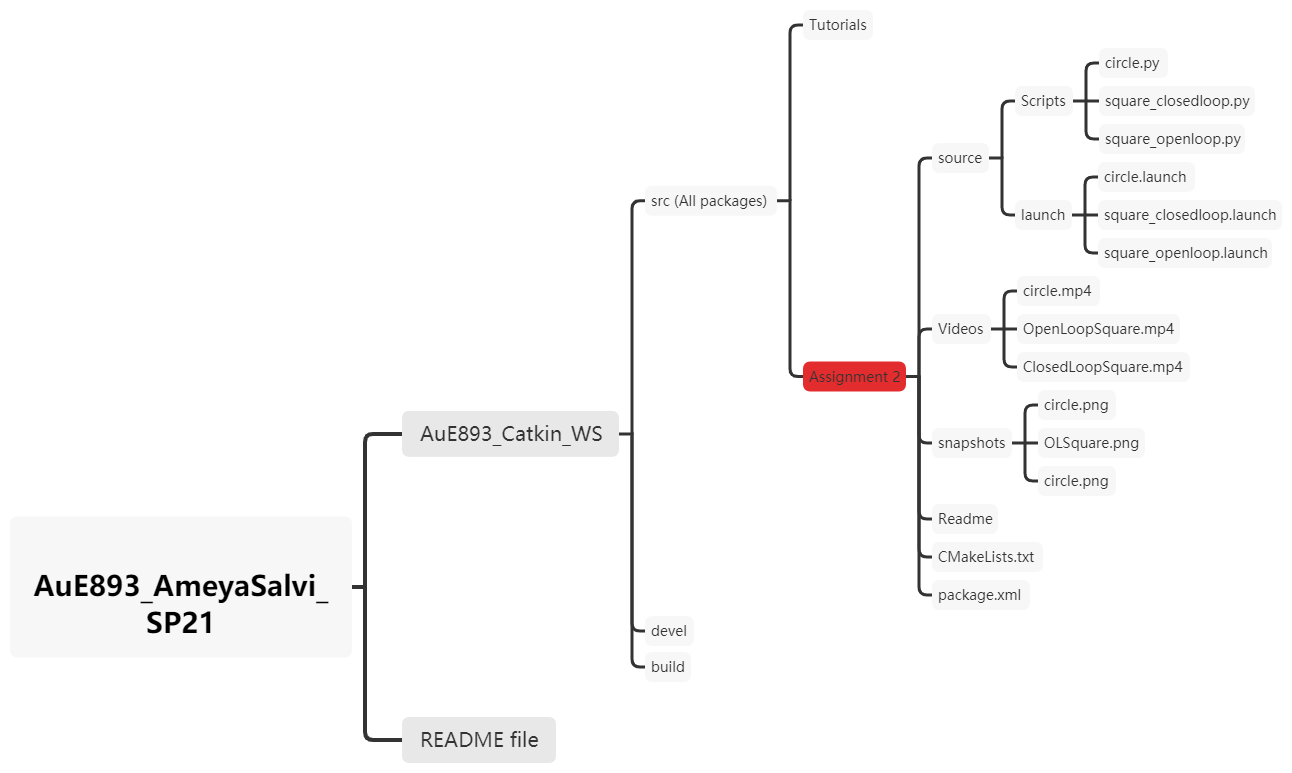 AuE893_AmeyaSalvi_
SP21
AuE893_Catkin_WS
src (All packages)
Tutorials
Assignment 2
source
Scripts
circle.py
square_closedloop.py
square_openloop.py
launch
circle.launch
square_closedloop.launch
square_openloop.launch
Videos
circle.mp4
OpenLoopSquare.mp4
ClosedLoopSquare.mp4
snapshots
circle.png
OLSquare.png
circle.png
Readme
CMakeLists.txt
package.xml
devel
build
README file